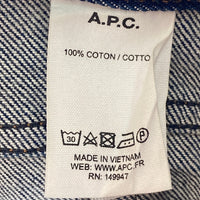 A.P.C.
100% COTON / COTTO
30
MADE IN VIETNAM
WEB: WWW.APC.FR
RN: 149947